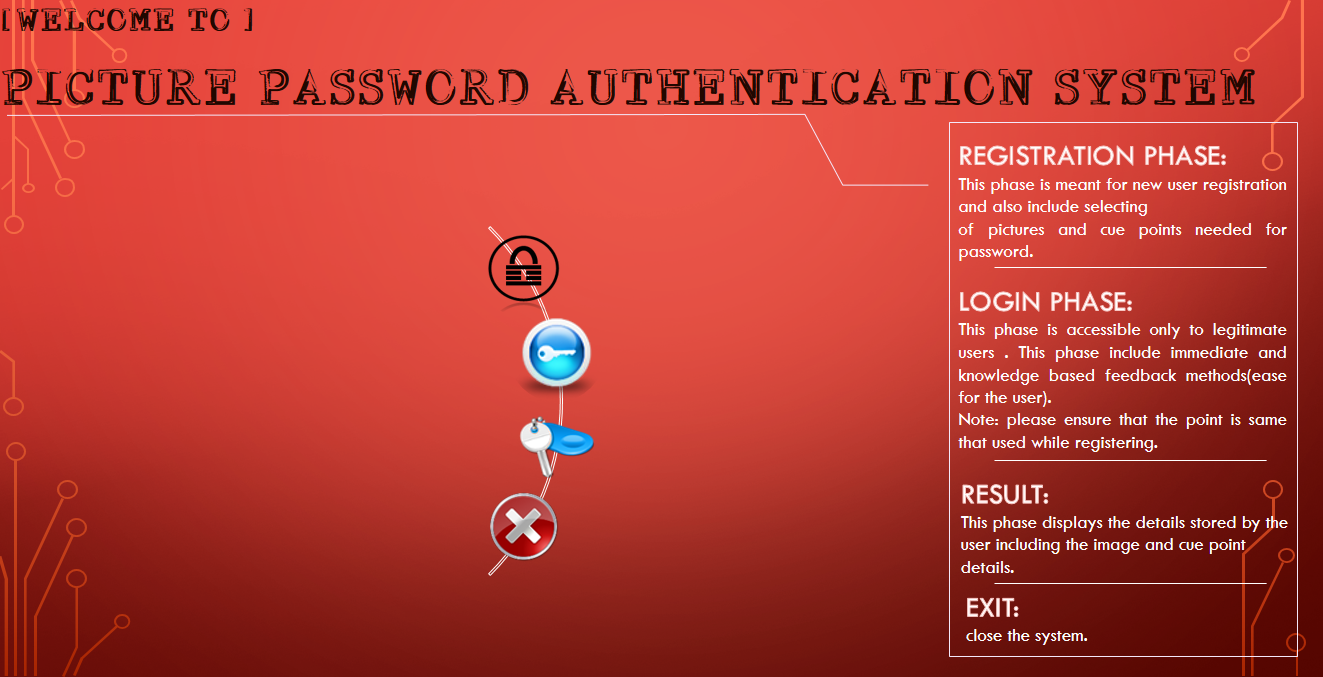 [WELCOME TO ]
PICTURE PASSWORD AUTHENTICATION SYSTEM
REGISTRATION PHASE:
This phase is meant for new user registration
and also include selecting
of pictures and cue points needed for
password.
LOGIN PHASE:
This phase is accessible only to legitimate
users . This phase include immediate and
knowledge based feedback methods(ease
for the user).
Note: please ensure that the point is same
that used while registering.
RESULT:
This phase displays the details stored by the
user including the image and cue point
details.
EXIT:
close the system.